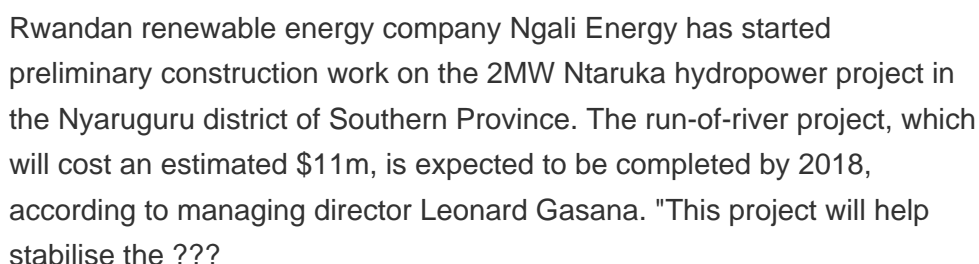 Rwandan renewable energy company Ngali Energy has started
preliminary construction work on the 2MW Ntaruka hydropower project in
the Nyaruguru district of Southern Province. The run-of-river project, which
will cost an estimated $11m, is expected to be completed by 2018,
according to managing director Leonard Gasana. "This project will help
stabilise the ???